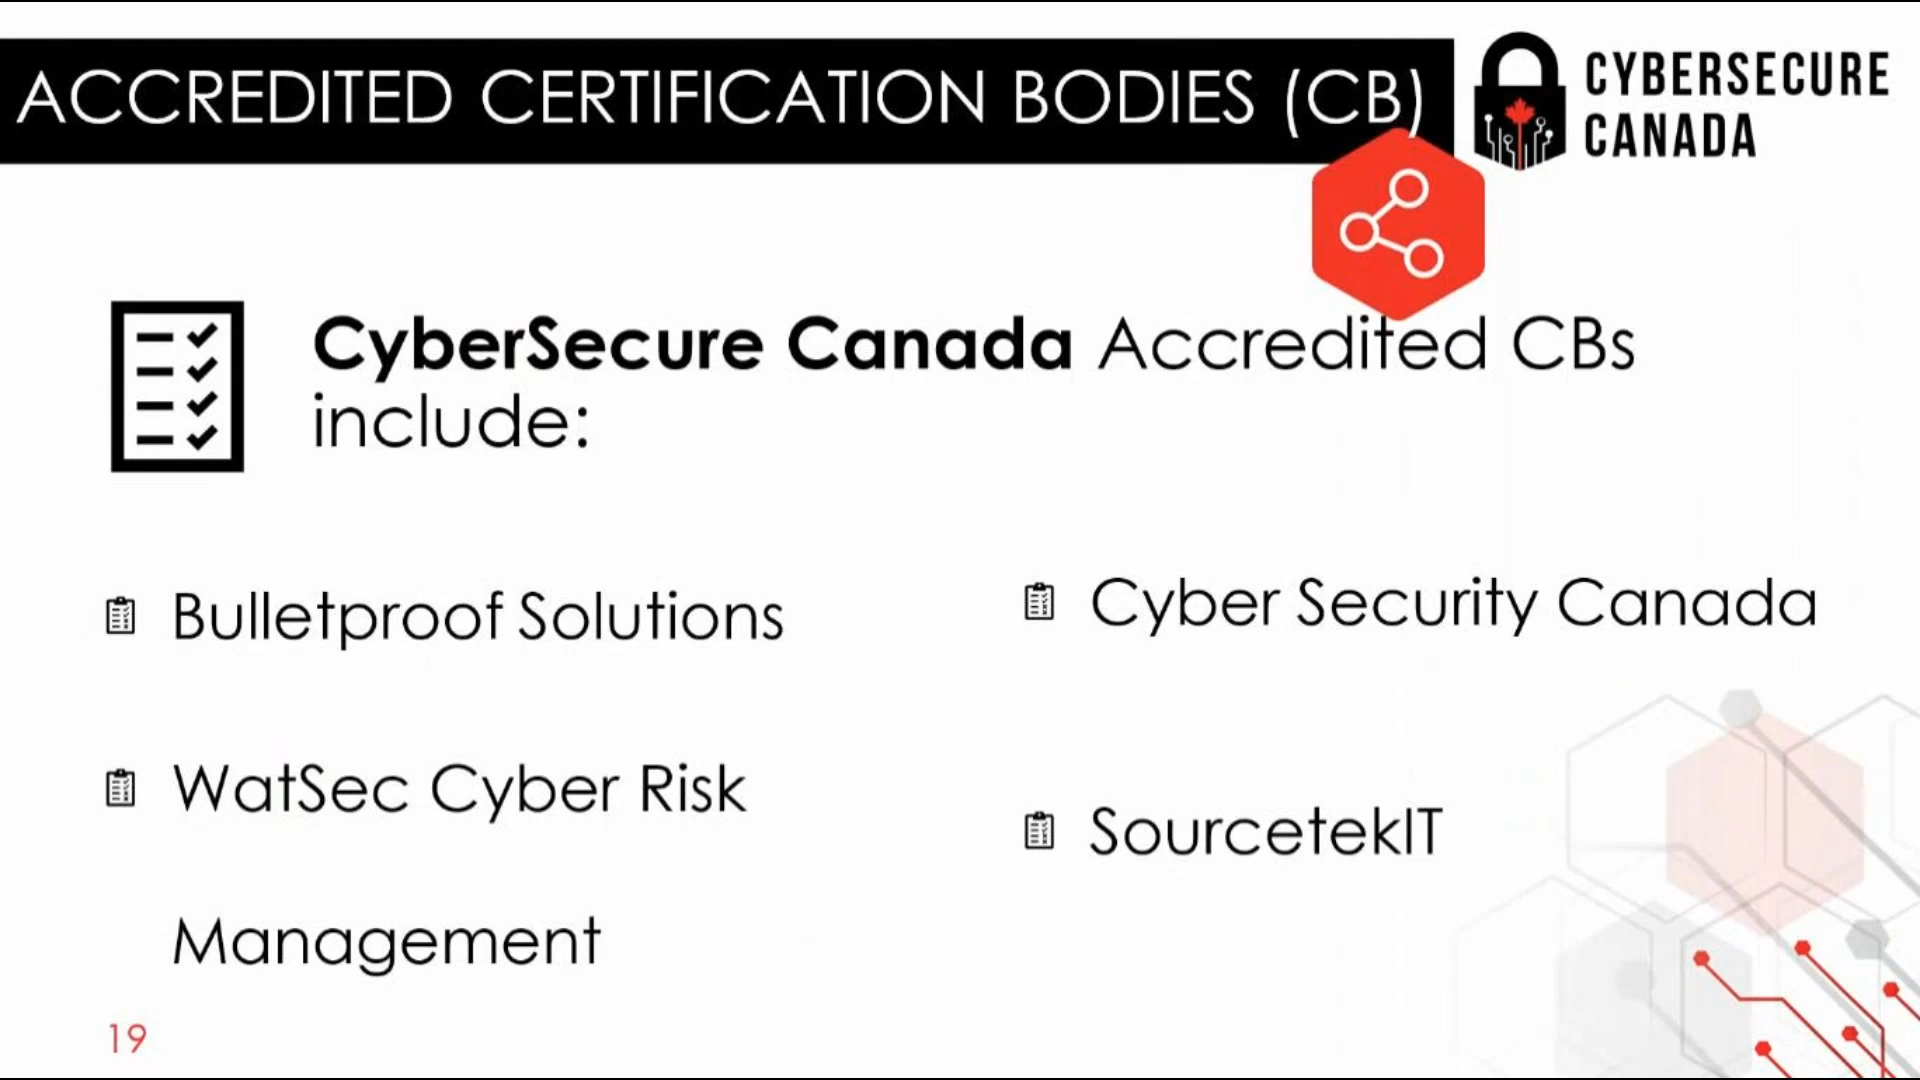 ACCREDITED CERTIFICATION BODIES (CB)
CYBERSECURE
CANADA
CyberSecure Canada Accredited CBs
include:
Bulletproof Solutions
WatSec Cyber Risk
Management
Cyber Security Canada
SourcetekIT
19